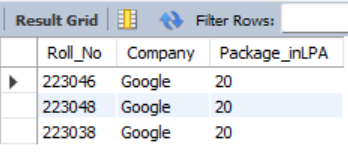 Result Grid Filter Rows:
Roll_No Company Package_inLPA
223046 Google 20
223048 Google 20
223038 Google 20